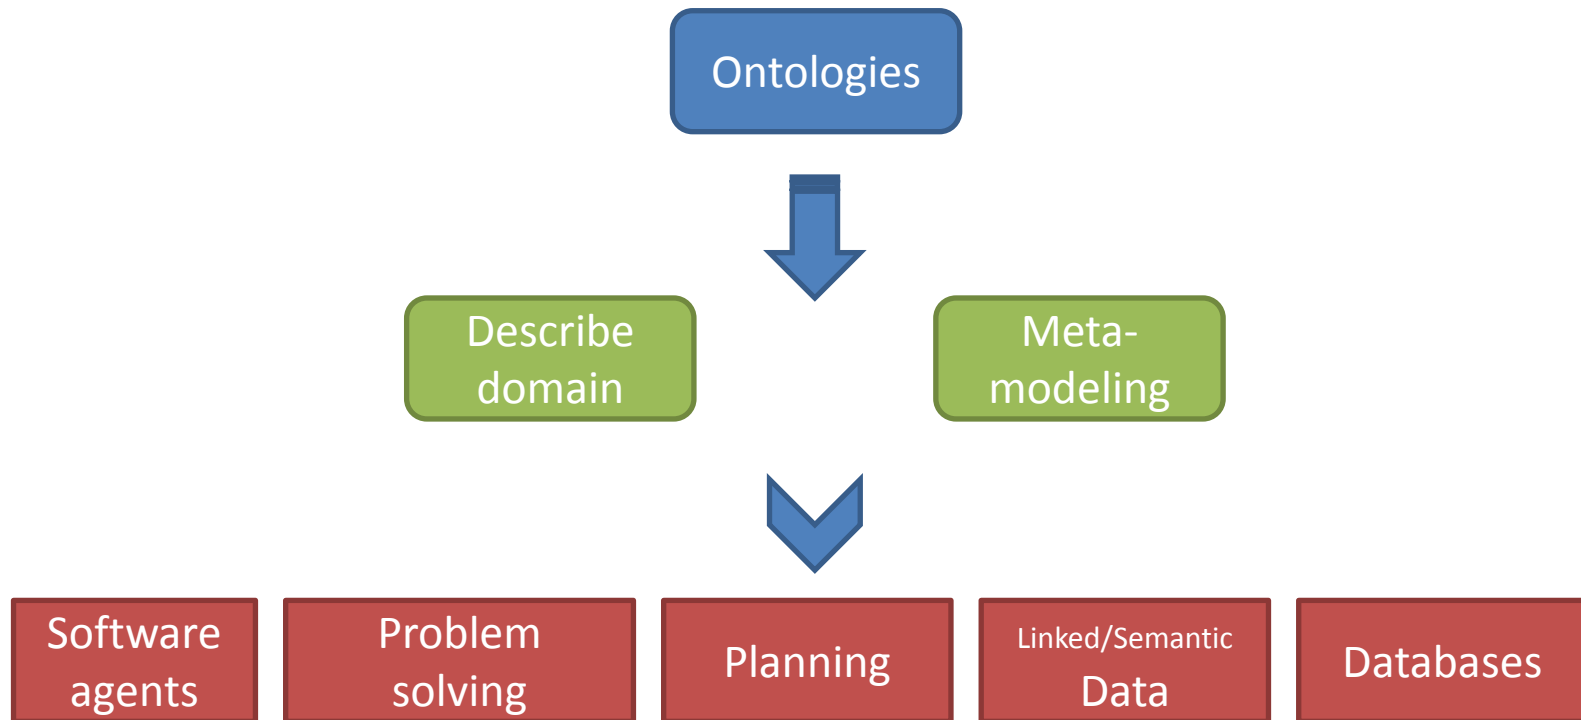 Ontologies
Describe
domain
Meta-
modeling
Software
agents
Problem
solving
Planning
Linked/Semantic
Data
Databases